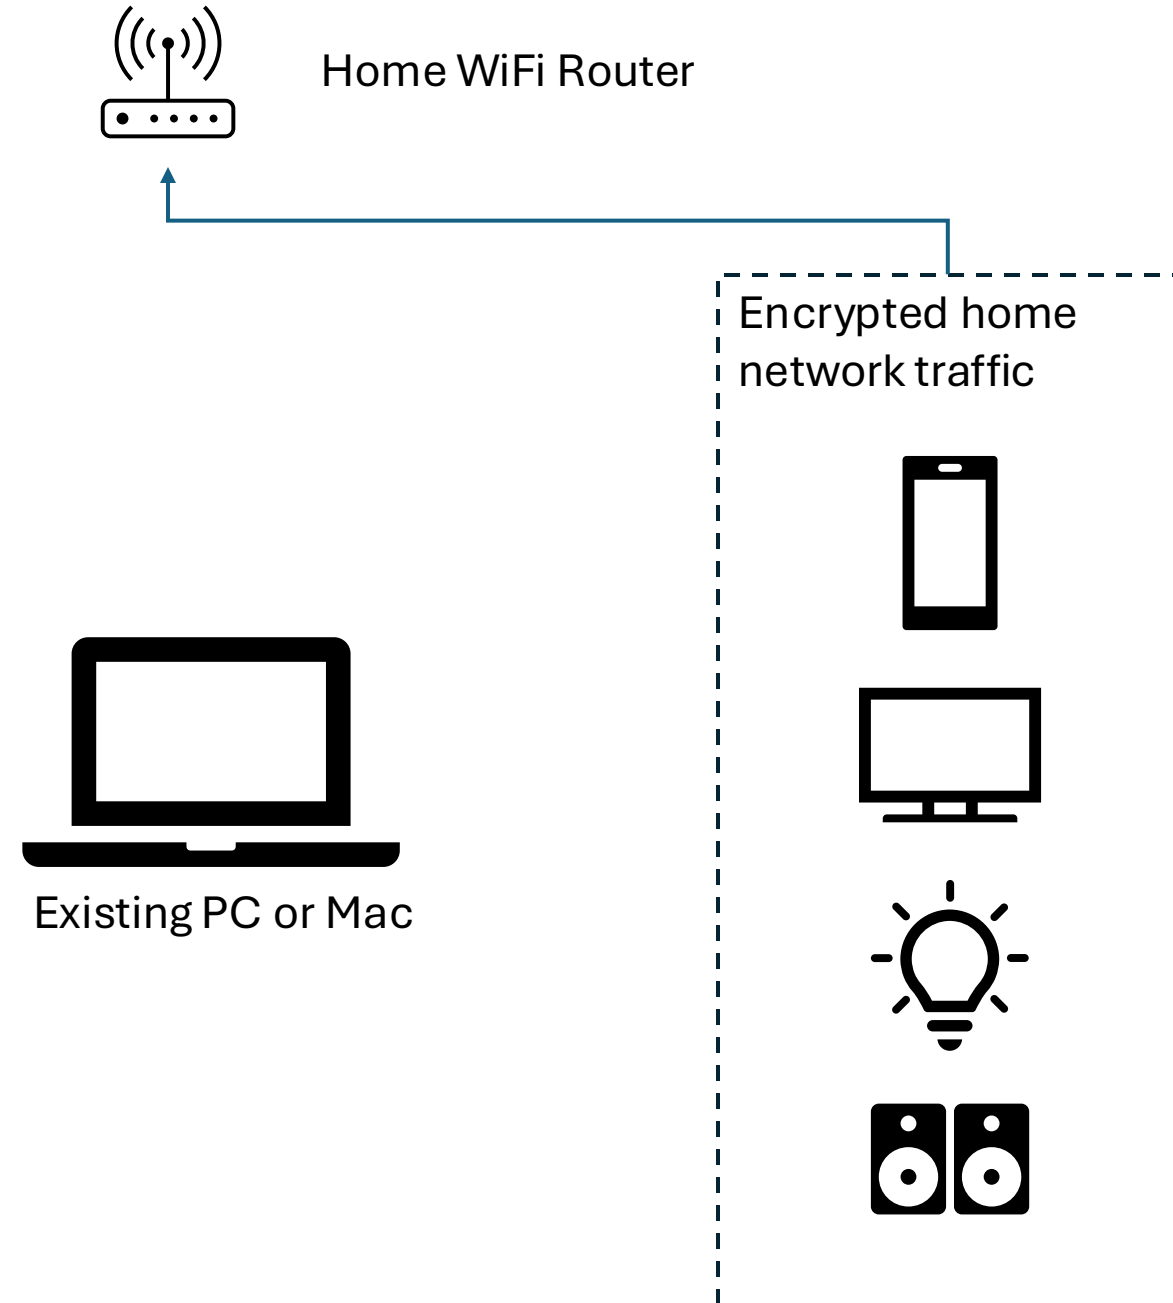 Home WiFi Router
Encrypted home
network traffic
Existing PC or Mac